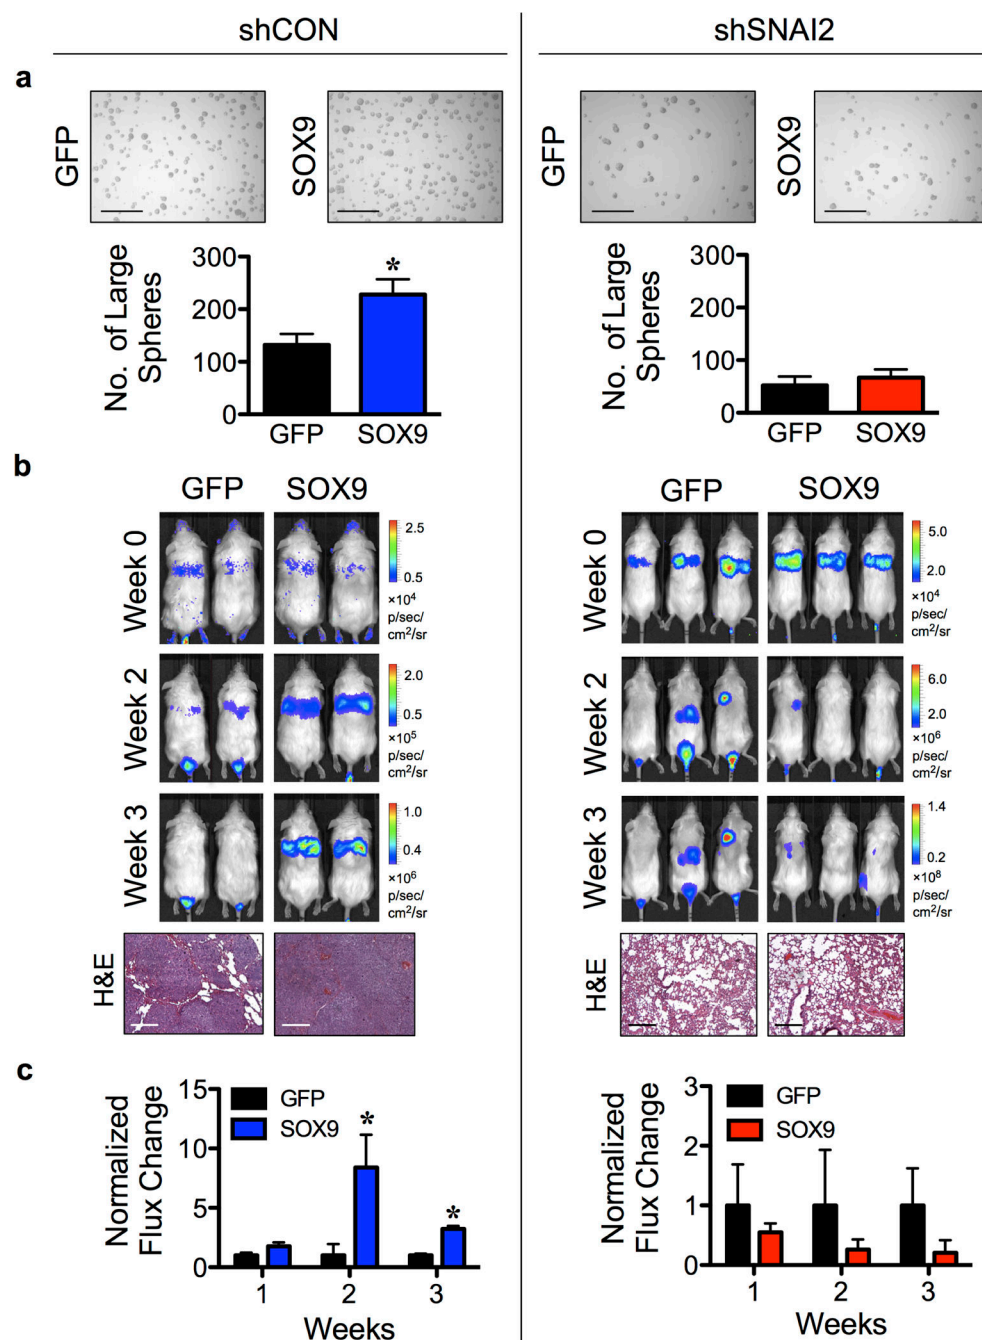 shCON
shSNAI2
a
GFP
SOX9
GFP
SOX9
No. of Large
Spheres
300
200
100
0
*
GFP
SOX9
No. of Large
Spheres
300
200
100
0
GFP
SOX9
b
GFP
SOX9
GFP
SOX9
Week 0
2.5
0.5
×10⁴
p/sec/
cm²/sr
Week 0
5.0
2.0
×10⁴
p/sec/
cm²/sr
Week 2
2.0
0.5
×10⁵
p/sec/
cm²/sr
Week 2
6.0
2.0
×10⁶
p/sec/
cm²/sr
Week 3
1.0
0.4
×10⁶
p/sec/
cm²/sr
Week 3
1.4
0.2
×10⁸
p/sec/
cm²/sr
H&E
H&E
c
Normalized
Flux Change
15
10
5
0
GFP
SOX9
*
*
1
2
3
Weeks
Normalized
Flux Change
3
2
1
0
GFP
SOX9
1
2
3
Weeks